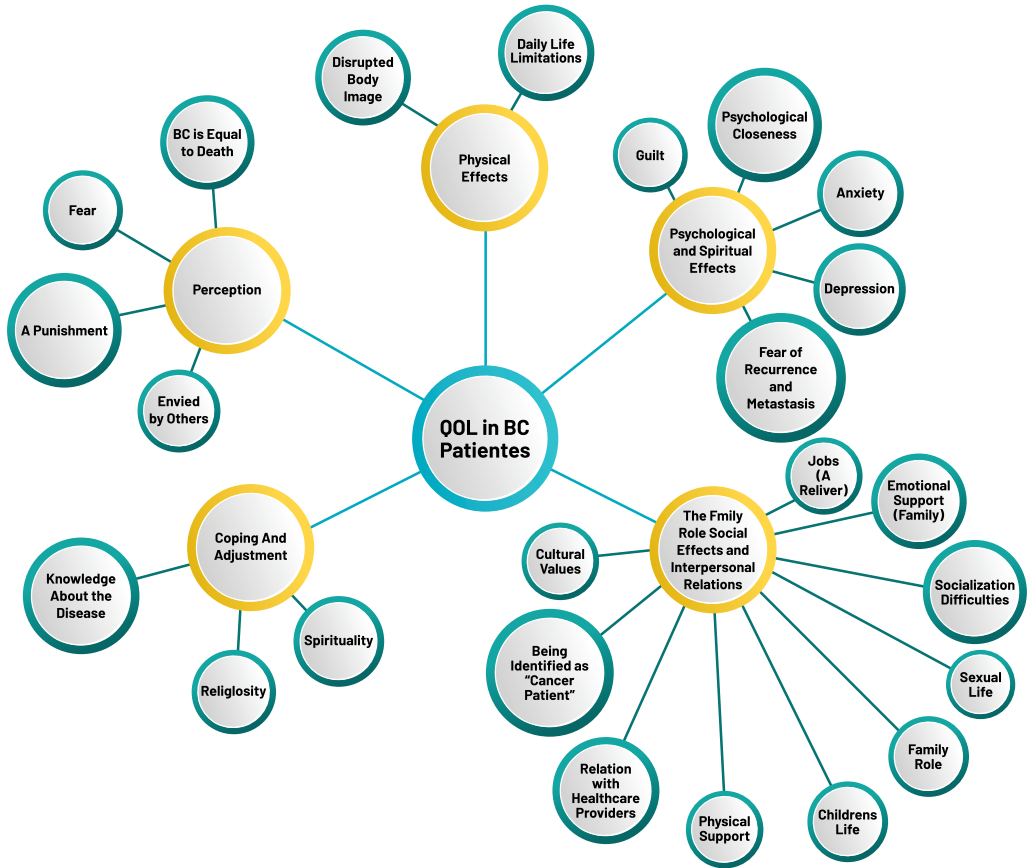 QOL in BC
Patientes
Physical
Effects
Disrupted
Body
Image
Daily Life
Limitations
Psychological
and Spiritual
Effects
Guilt
Psychological
Closeness
Anxiety
Depression
Fear of
Recurrence
and
Metastasis
The Fmily
Role Social
Effects and
Interpersonal
Relations
Jobs
(A
Reliver)
Emotional
Support
(Family)
Socialization
Difficulties
Sexual
Life
Family
Role
Childrens
Life
Physical
Support
Relation
with
Healthcare
Providers
Being
Identified as
“Cancer
Patient”
Cultural
Values
Coping And
Adjustment
Spirituality
Religlosity
Knowledge
About the
Disease
Perception
Envied
by Others
A Punishment
Fear
BC is Equal
to Death